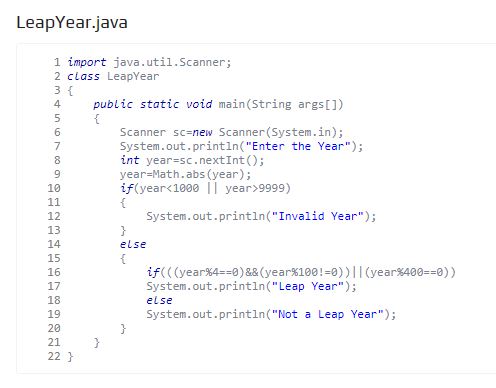 LeapYear.java
1 import java.util.Scanner;
2 class LeapYear
3 {
4     public static void main(String args[])
5     {
6         Scanner sc=new Scanner(System.in);
7         System.out.println("Enter the Year");
8         int year=sc.nextInt();
9         year=Math.abs(year);
10         if(year<1000 || year>9999)
11         {
12             System.out.println("Invalid Year");
13         }
14         else
15         {
16             if(((year%4==0)&&(year%100!=0))||(year%400==0))
17             System.out.println("Leap Year");
18             else
19             System.out.println("Not a Leap Year");
20         }
21     }
22 }